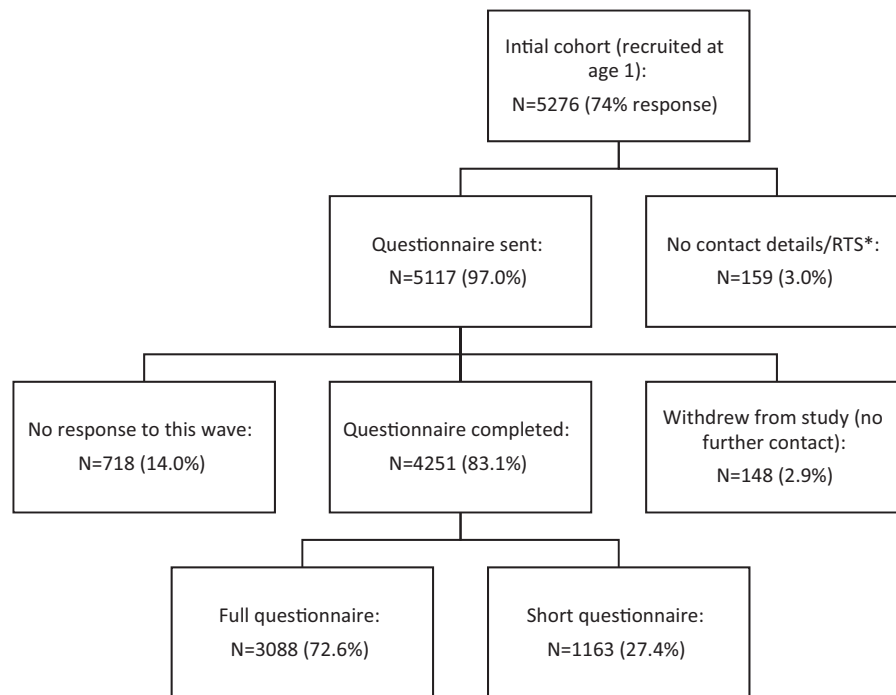 Intial cohort (recruited at
age 1):
N=5276 (74% response)
Questionnaire sent:
N=5117 (97.0%)
No contact details/RTS*:
N=159 (3.0%)
No response to this wave:
N=718 (14.0%)
Questionnaire completed:
N=4251 (83.1%)
Withdrew from study (no
further contact):
N=148 (2.9%)
Full questionnaire:
N=3088 (72.6%)
Short questionnaire:
N=1163 (27.4%)